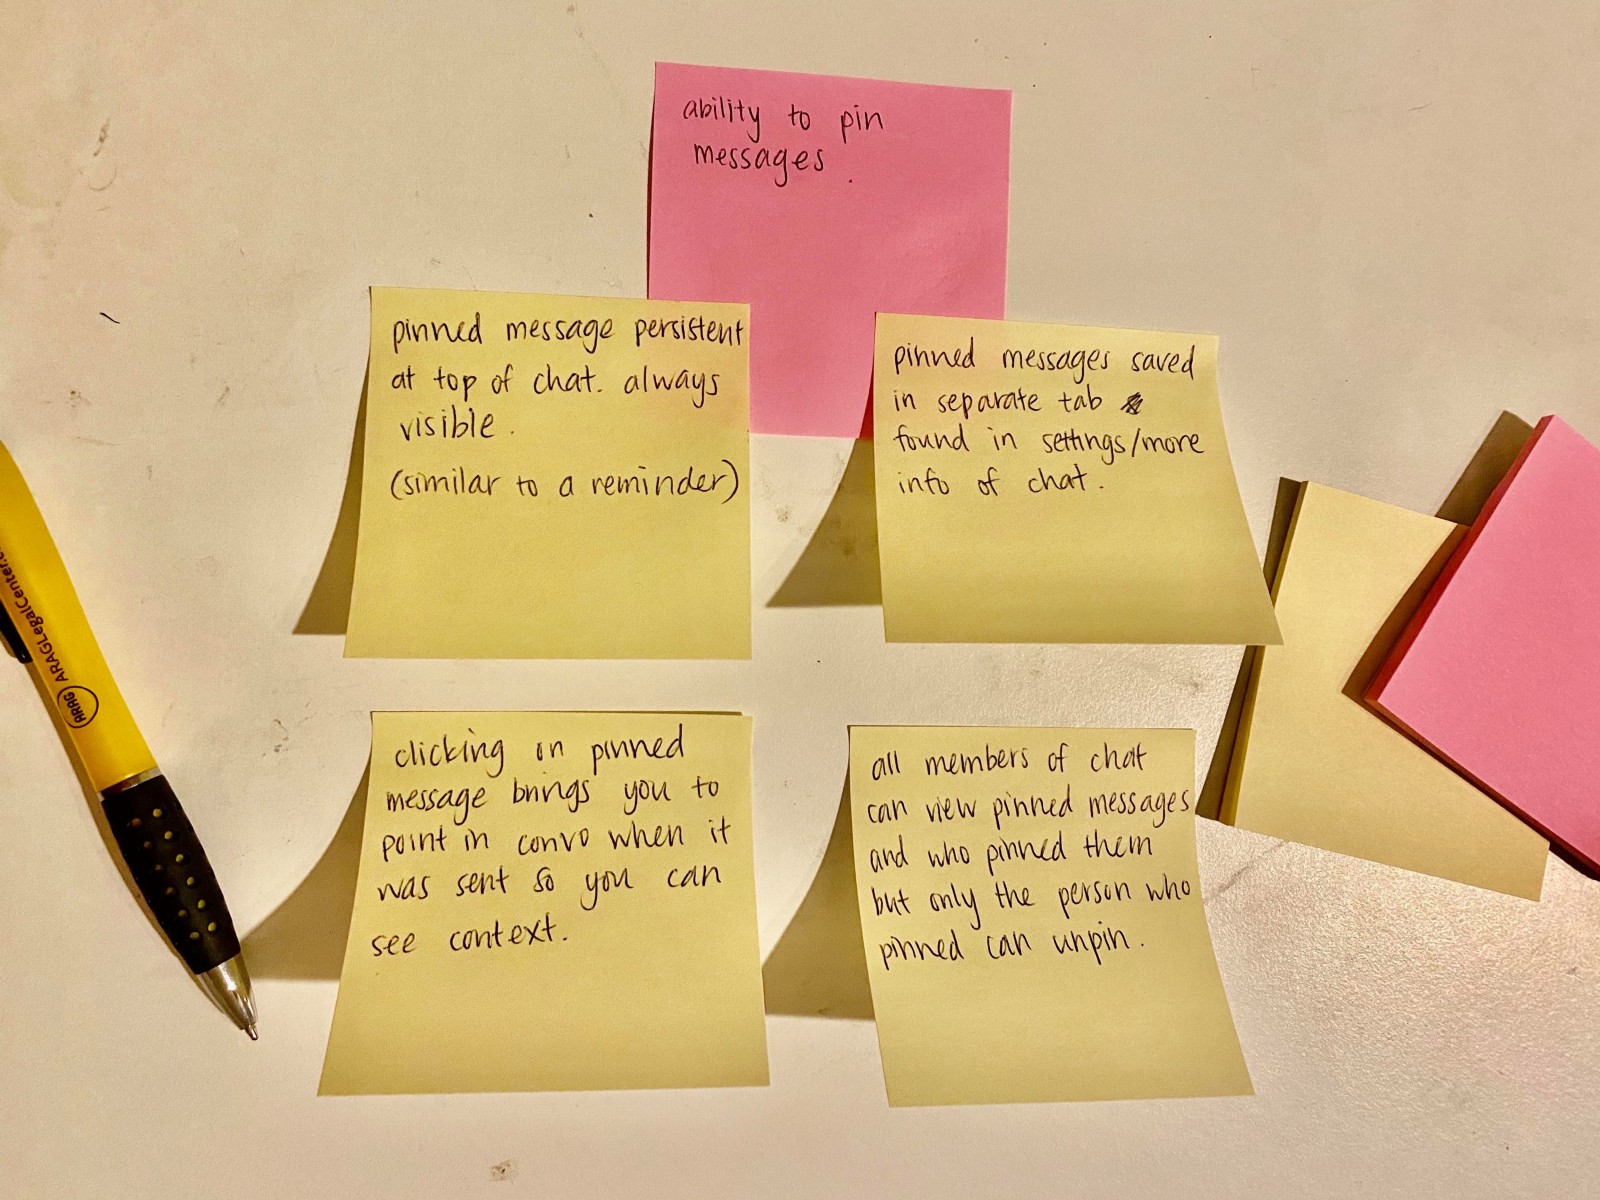 ability to pin
messages.
pinned message persistent
at top of chat. always
visible.
(similar to a reminder)
pinned messages saved
in separate tab
found in settings/more
info of chat.
clicking on pinned
message brings you to
point in convo when it
was sent so you can
see context.
all members of chat
can view pinned messages
and who pinned them
but only the person who
pinned can unpin.
ARAG ARAGLegalCenter.c